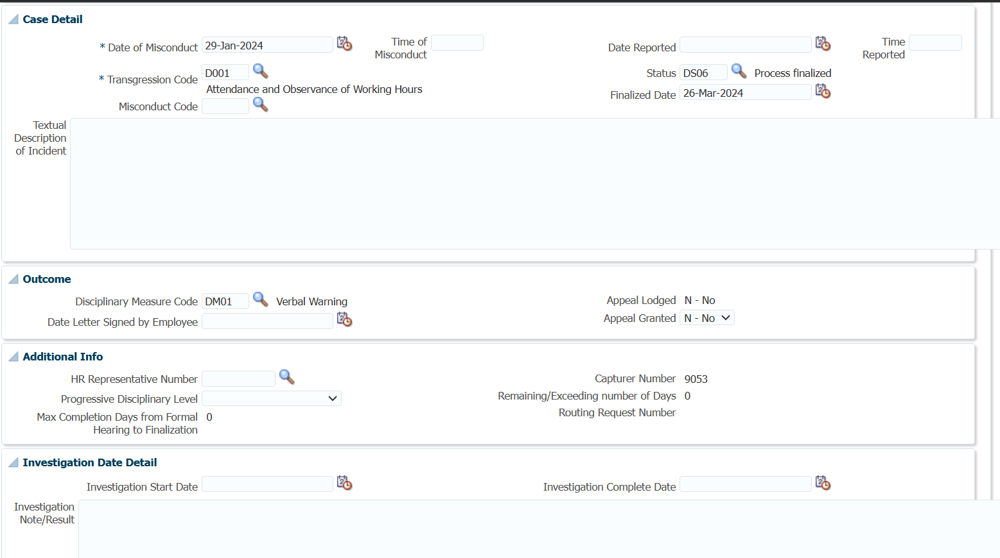 Case Detail
* Date of Misconduct 29-Jan-2024 Time of Misconduct Date Reported Time Reported
* Transgression Code D001 Status DS06 Process finalized
Attendance and Observance of Working Hours Finalized Date 26-Mar-2024
Misconduct Code
Textual
Description
of Incident
Outcome
Disciplinary Measure Code DM01 Verbal Warning Appeal Lodged N - No
Date Letter Signed by Employee Appeal Granted N - No
Additional Info
HR Representative Number Capturer Number 9053
Progressive Disciplinary Level Remaining/Exceeding number of Days 0
Max Completion Days from Formal 0 Routing Request Number
Hearing to Finalization
Investigation Date Detail
Investigation Start Date Investigation Complete Date
Investigation
Note/Result